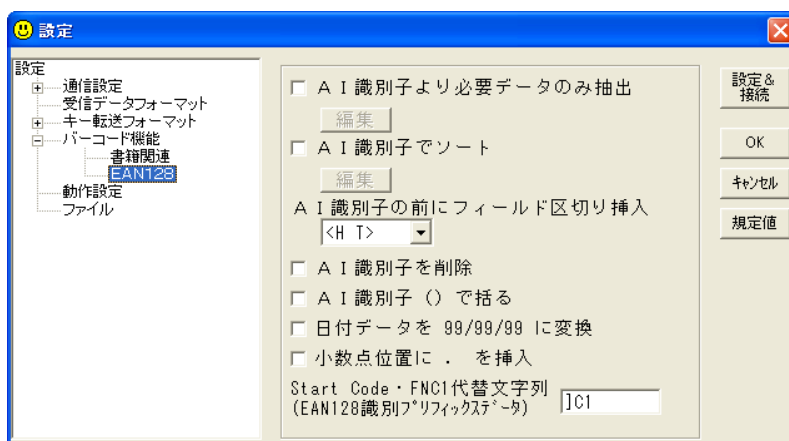 設定
設定
通信設定
受信データフォーマット
キー転送フォーマット
バーコード機能
書籍関連
EAN128
動作設定
ファイル
ＡＩ識別子より必要データのみ抽出
編集
ＡＩ識別子でソート
編集
ＡＩ識別子の前にフィールド区切り挿入
<HT>
ＡＩ識別子を削除
ＡＩ識別子（）で括る
日付データを 99/99/99 に変換
小数点位置に ． を挿入
Start Code・FNC1代替文字列
(EAN128識別ﾌﾟﾘﾌｨｯｸｽﾃﾞｰﾀ)
]C1
設定&
接続
OK
ｷｬﾝｾﾙ
規定値